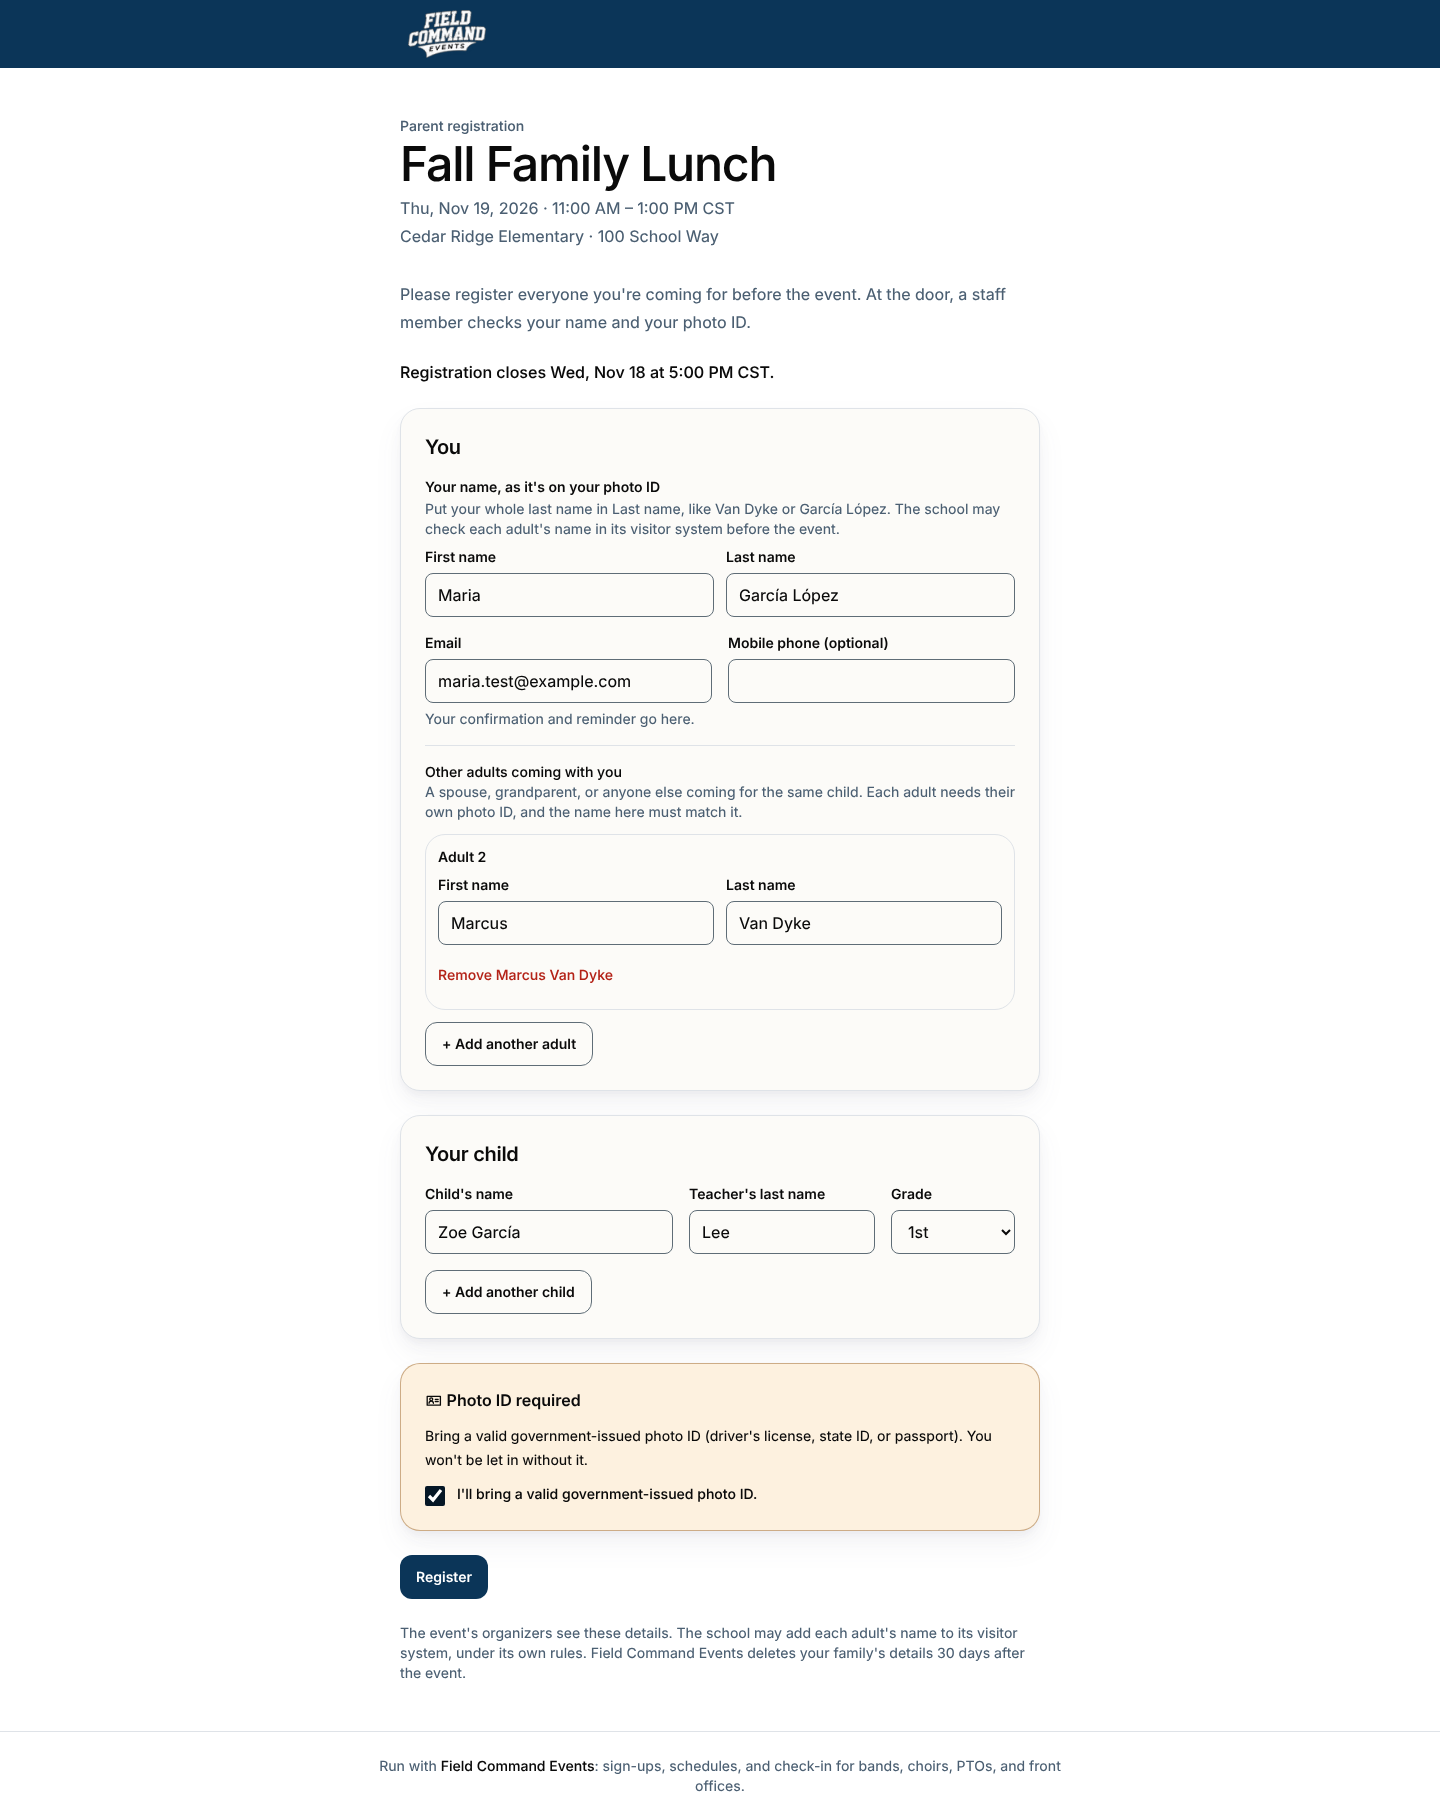 FIELD
COMMAND
EVENTS
Parent registration
Fall Family Lunch
Thu, Nov 19, 2026 · 11:00 AM – 1:00 PM CST
Cedar Ridge Elementary · 100 School Way
Please register everyone you're coming for before the event. At the door, a staff
member checks your name and your photo ID.
Registration closes Wed, Nov 18 at 5:00 PM CST.
You
Your name, as it's on your photo ID
Put your whole last name in Last name, like Van Dyke or García López. The school may
check each adult's name in its visitor system before the event.
First name Last name
Maria García López
Email Mobile phone (optional)
maria.test@example.com
Your confirmation and reminder go here.
Other adults coming with you
A spouse, grandparent, or anyone else coming for the same child. Each adult needs their
own photo ID, and the name here must match it.
Adult 2
First name Last name
Marcus Van Dyke
Remove Marcus Van Dyke
+ Add another adult
Your child
Child's name Teacher's last name Grade
Zoe García Lee 1st
+ Add another child
Photo ID required
Bring a valid government-issued photo ID (driver's license, state ID, or passport). You
won't be let in without it.
I'll bring a valid government-issued photo ID.
Register
The event's organizers see these details. The school may add each adult's name to its visitor
system, under its own rules. Field Command Events deletes your family's details 30 days after
the event.
Run with Field Command Events: sign-ups, schedules, and check-in for bands, choirs, PTOs, and front
offices.